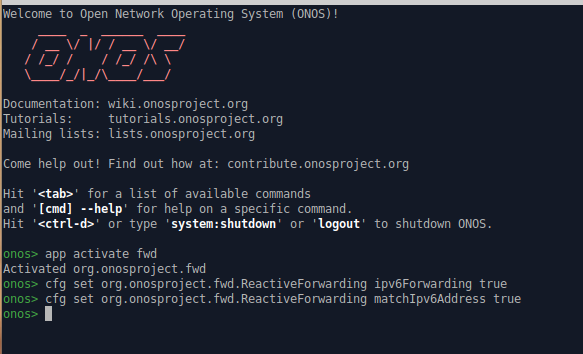 Welcome to Open Network Operating System (ONOS)!
     ____  _  ______  ____
    / __ \/ |/ / __ \/ __/
   / /_/ /    / /_/ /\ \
   \____/_/|_/\____/___/
Documentation: wiki.onosproject.org
Tutorials:     tutorials.onosproject.org
Mailing lists: lists.onosproject.org
Come help out! Find out how at: contribute.onosproject.org
Hit '<tab>' for a list of available commands
and '[cmd] --help' for help on a specific command.
Hit '<ctrl-d>' or type 'system:shutdown' or 'logout' to shutdown ONOS.
onos> app activate fwd
Activated org.onosproject.fwd
onos> cfg set org.onosproject.fwd.ReactiveForwarding ipv6Forwarding true
onos> cfg set org.onosproject.fwd.ReactiveForwarding matchIpv6Address true
onos>